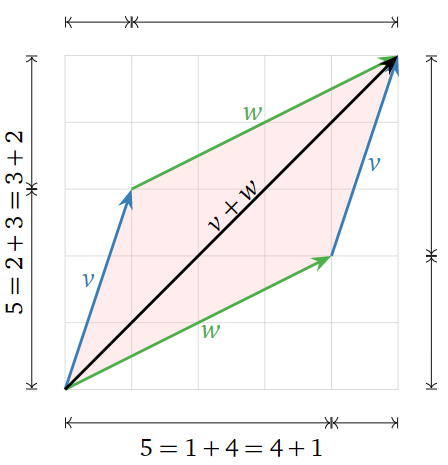 w
v
v + w
v
w
5 = 2 + 3 = 3 + 2
5 = 1 + 4 = 4 + 1